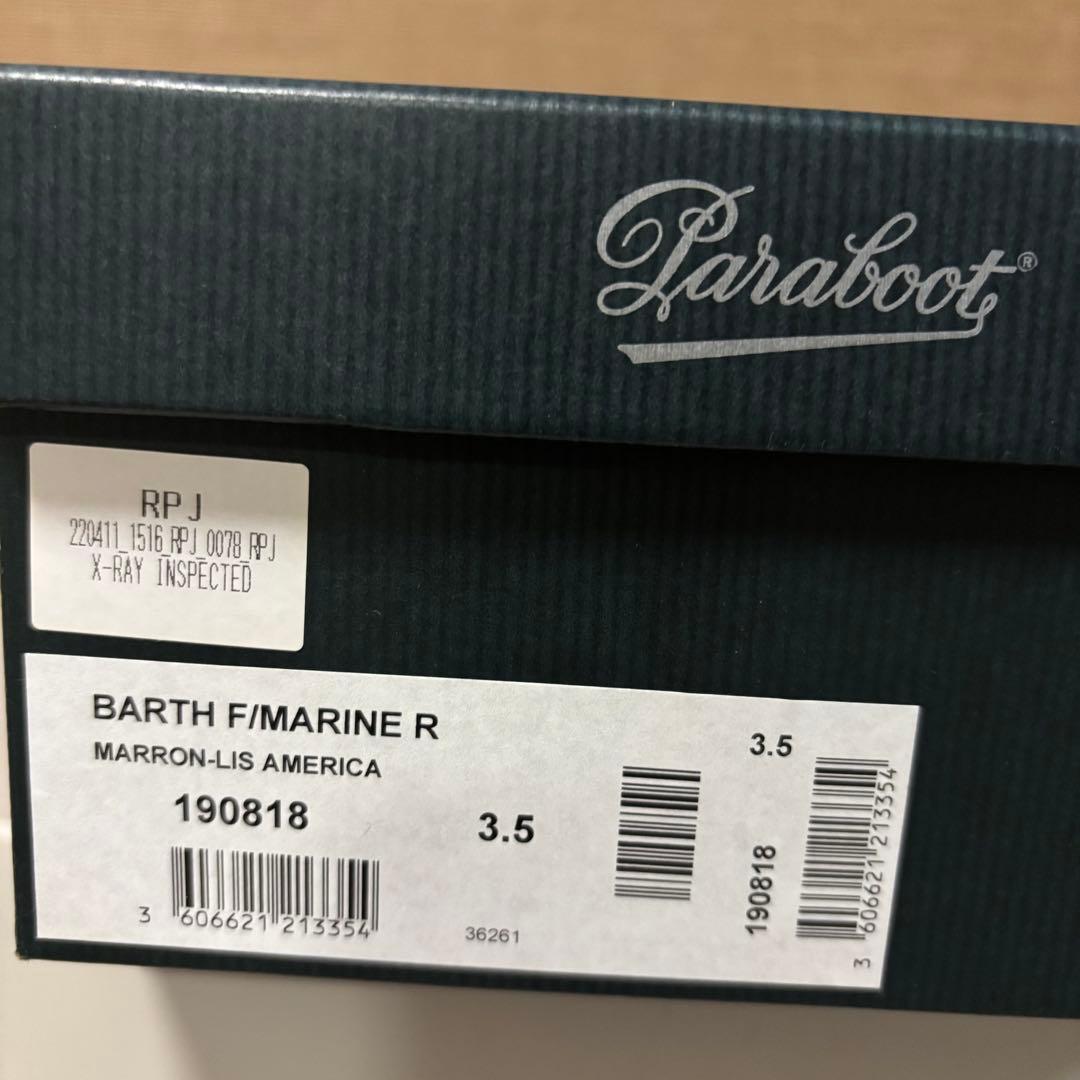 Paraboot®
RPJ
220411_1516_RPJ_0078_RPJ
X-RAY INSPECTED
BARTH F/MARINE R
MARRON-LIS AMERICA
190818
3.5
3 606621 213354
36261
3.5
190818
3 606621 213354